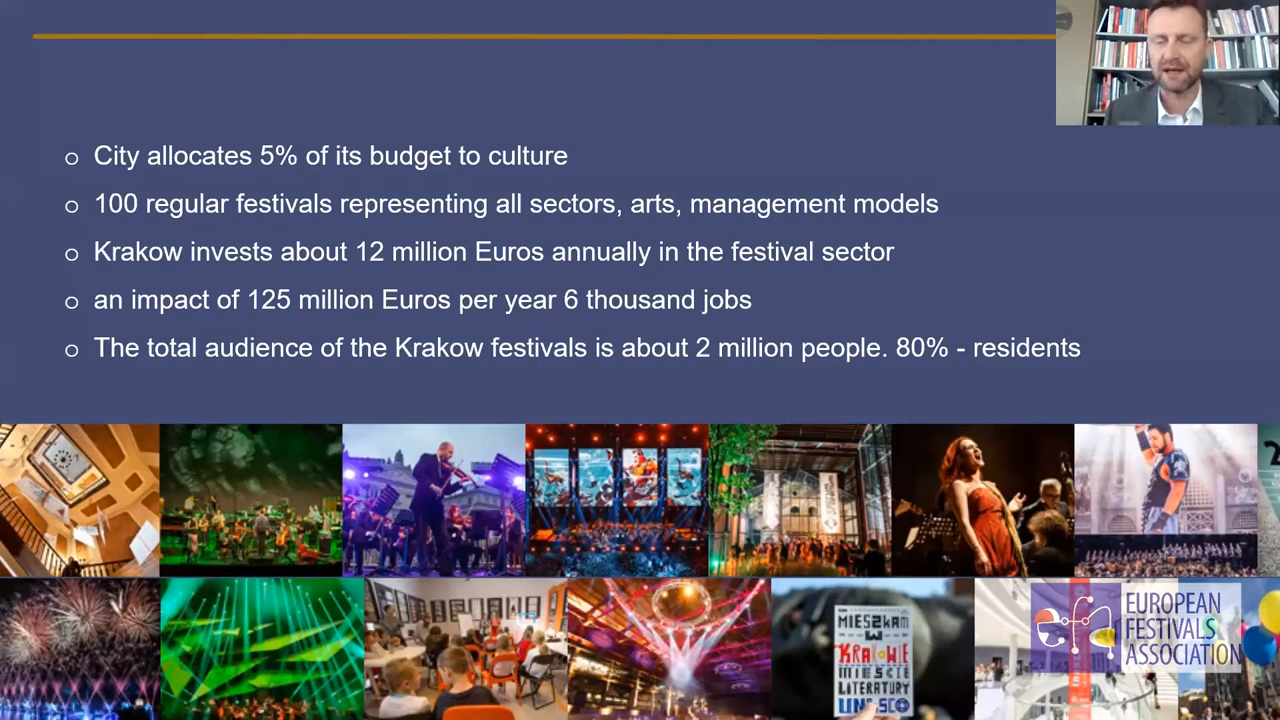 City allocates 5% of its budget to culture
100 regular festivals representing all sectors, arts, management models
Krakow invests about 12 million Euros annually in the festival sector
an impact of 125 million Euros per year 6 thousand jobs
The total audience of the Krakow festivals is about 2 million people. 80% - residents
2
MIESZKAM
W
KRAKOWIE
MIEŚCIE
LITERATURY
UNESCO
EUROPEAN
FESTIVALS
ASSOCIATION